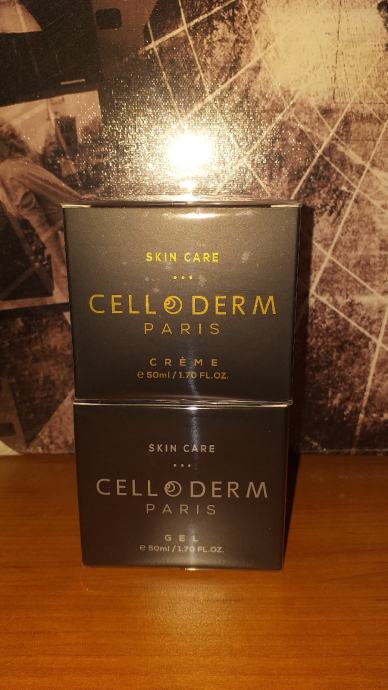 SKIN CARE
CELLODERM
PARIS
CRÈME
℮ 50ml / 1.70 FL.OZ.
SKIN CARE
CELLODERM
PARIS
GEL
℮ 50ml / 1.70 FL.OZ.